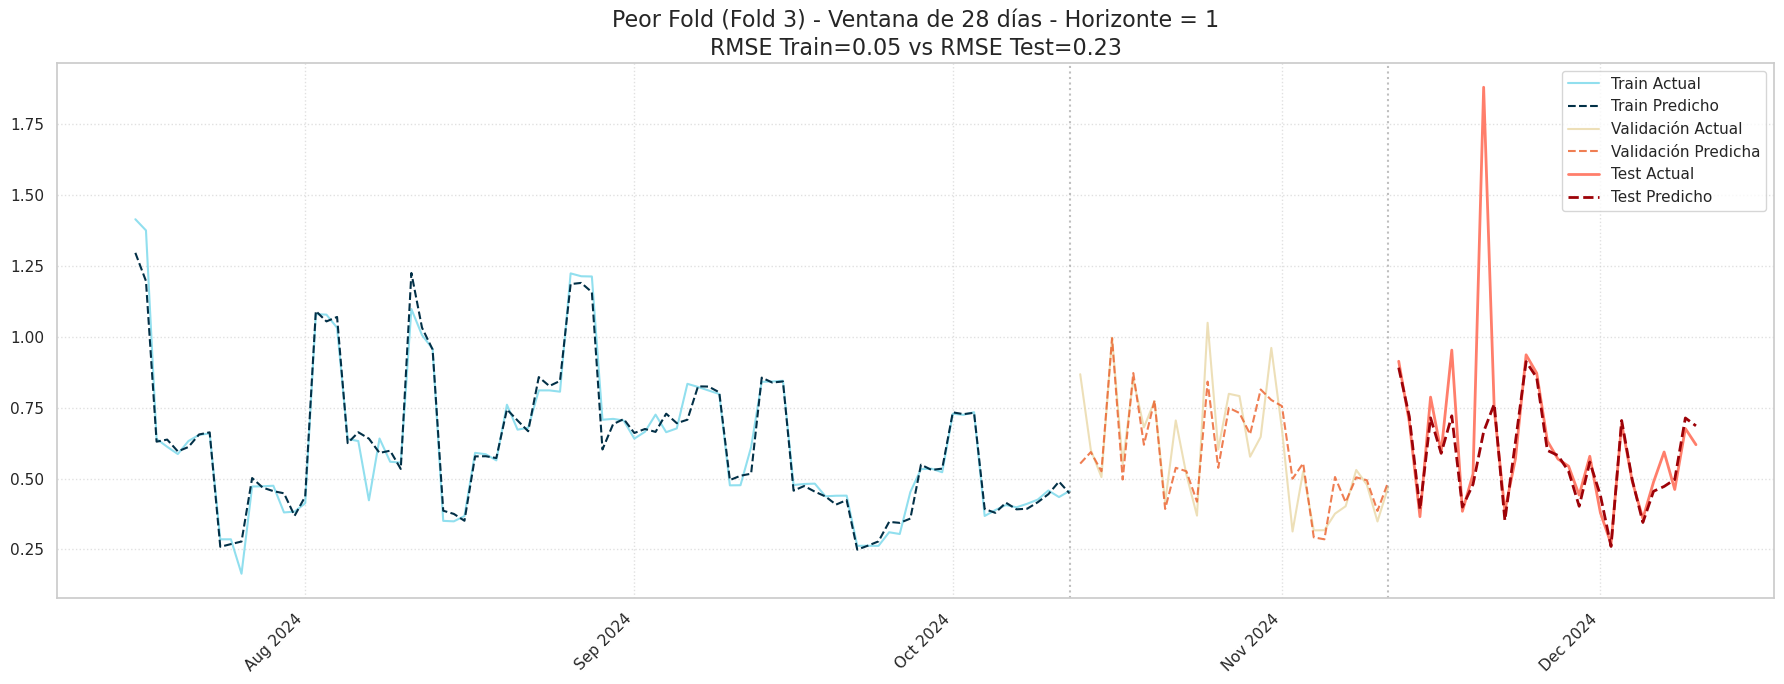 Peor Fold (Fold 3) - Ventana de 28 días - Horizonte = 1
RMSE Train=0.05 vs RMSE Test=0.23
Train Actual
Train Predicho
Validación Actual
Validación Predicha
Test Actual
Test Predicho
1.75
1.50
1.25
1.00
0.75
0.50
0.25
Aug 2024
Sep 2024
Oct 2024
Nov 2024
Dec 2024